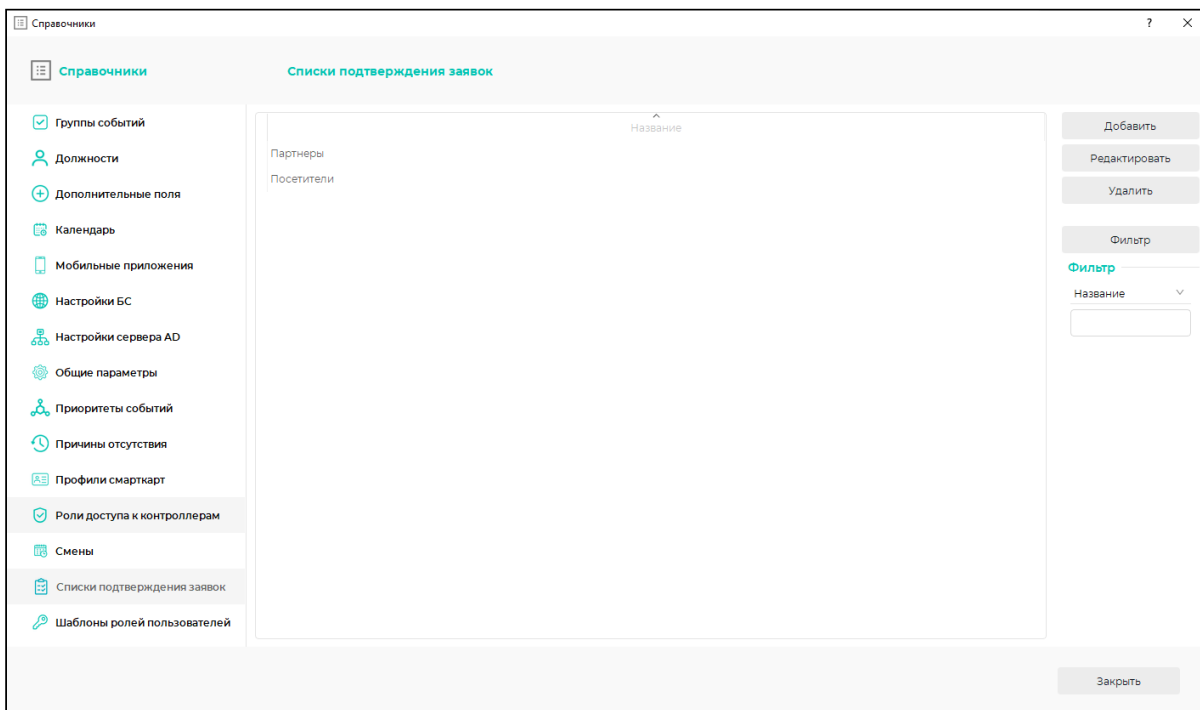 Справочники
?
Справочники
Списки подтверждения заявок
Группы событий
Должности
Дополнительные поля
Календарь
Мобильные приложения
Настройки БС
Настройки сервера AD
Общие параметры
Приоритеты событий
Причины отсутствия
Профили смарткарт
Роли доступа к контроллерам
Смены
Списки подтверждения заявок
Шаблоны ролей пользователей
Название
Партнеры
Посетители
Добавить
Редактировать
Удалить
Фильтр
Фильтр
Название
Закрыть